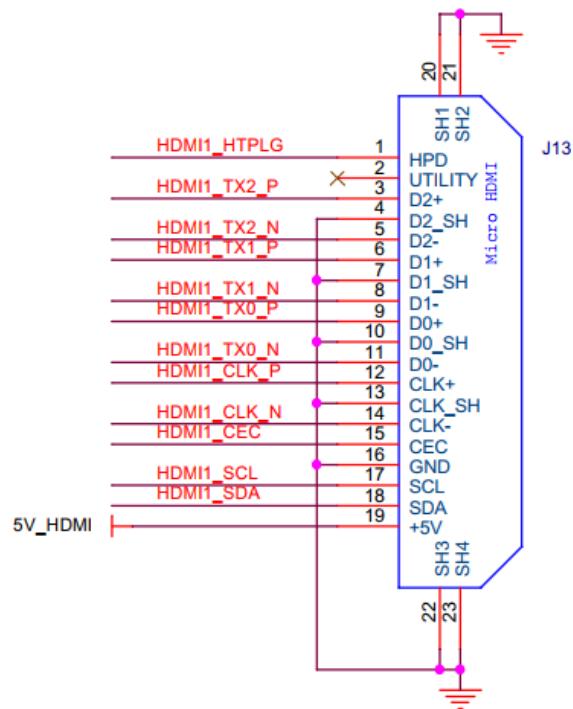 20 21
SH1 SH2
J13
Micro HDMI
HDMI1_HTPLG 1 HPD
2 UTILITY
HDMI1_TX2_P 3 D2+
4 D2_SH
HDMI1_TX2_N 5 D2-
HDMI1_TX1_P 6 D1+
7 D1_SH
HDMI1_TX1_N 8 D1-
HDMI1_TX0_P 9 D0+
10 D0_SH
HDMI1_TX0_N 11 D0-
HDMI1_CLK_P 12 CLK+
13 CLK_SH
HDMI1_CLK_N 14 CLK-
HDMI1_CEC 15 CEC
16 GND
HDMI1_SCL 17 SCL
HDMI1_SDA 18 SDA
5V_HDMI 19 +5V
SH3 SH4
22 23